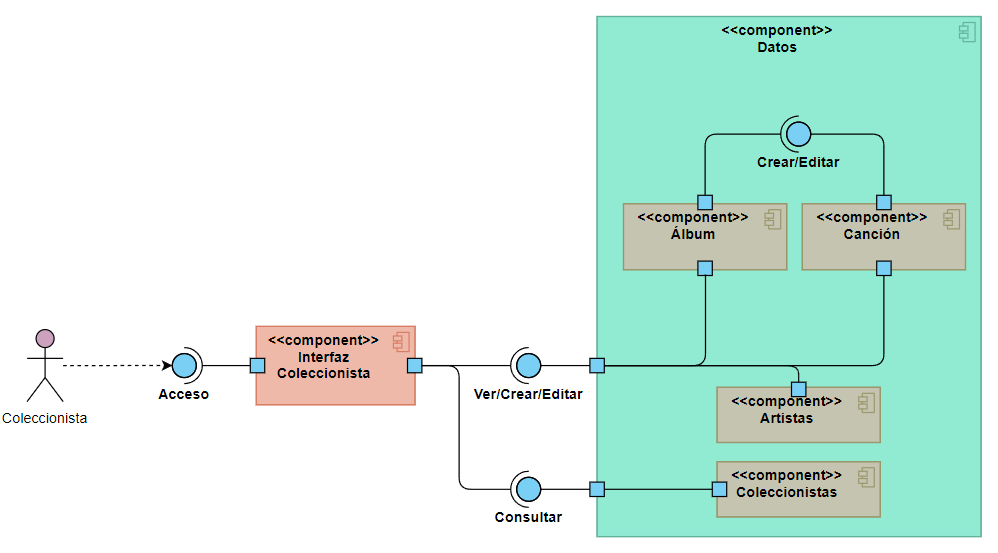 <<component>>
Datos
Crear/Editar
<<component>>
Álbum
<<component>>
Canción
<<component>>
Interfaz
Coleccionista
Coleccionista
Acceso
Ver/Crear/Editar
<<component>>
Artistas
<<component>>
Coleccionistas
Consultar